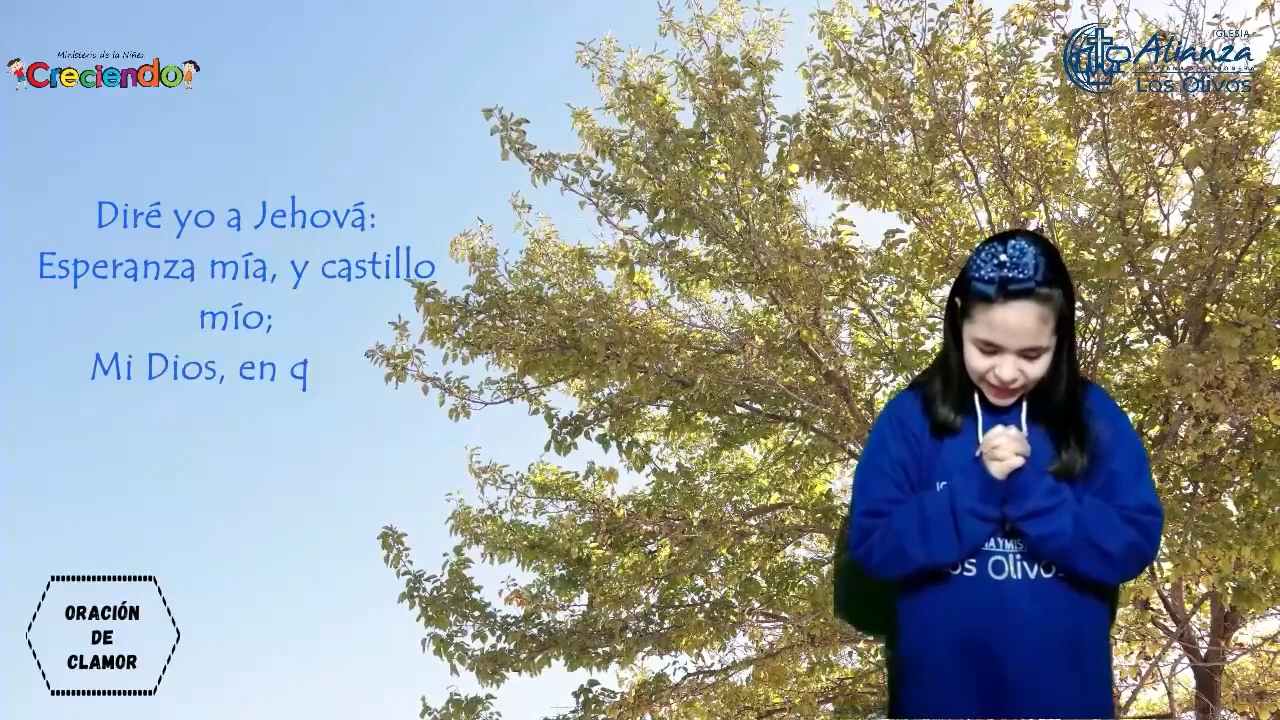 Ministerio de la Niñez
Creciendo
IGLESIA
Alianza
Los Olivos
Diré yo a Jehová:
Esperanza mía, y castillo
mío;
Mi Dios, en q
os Olivos
ORACIÓN
DE
CLAMOR